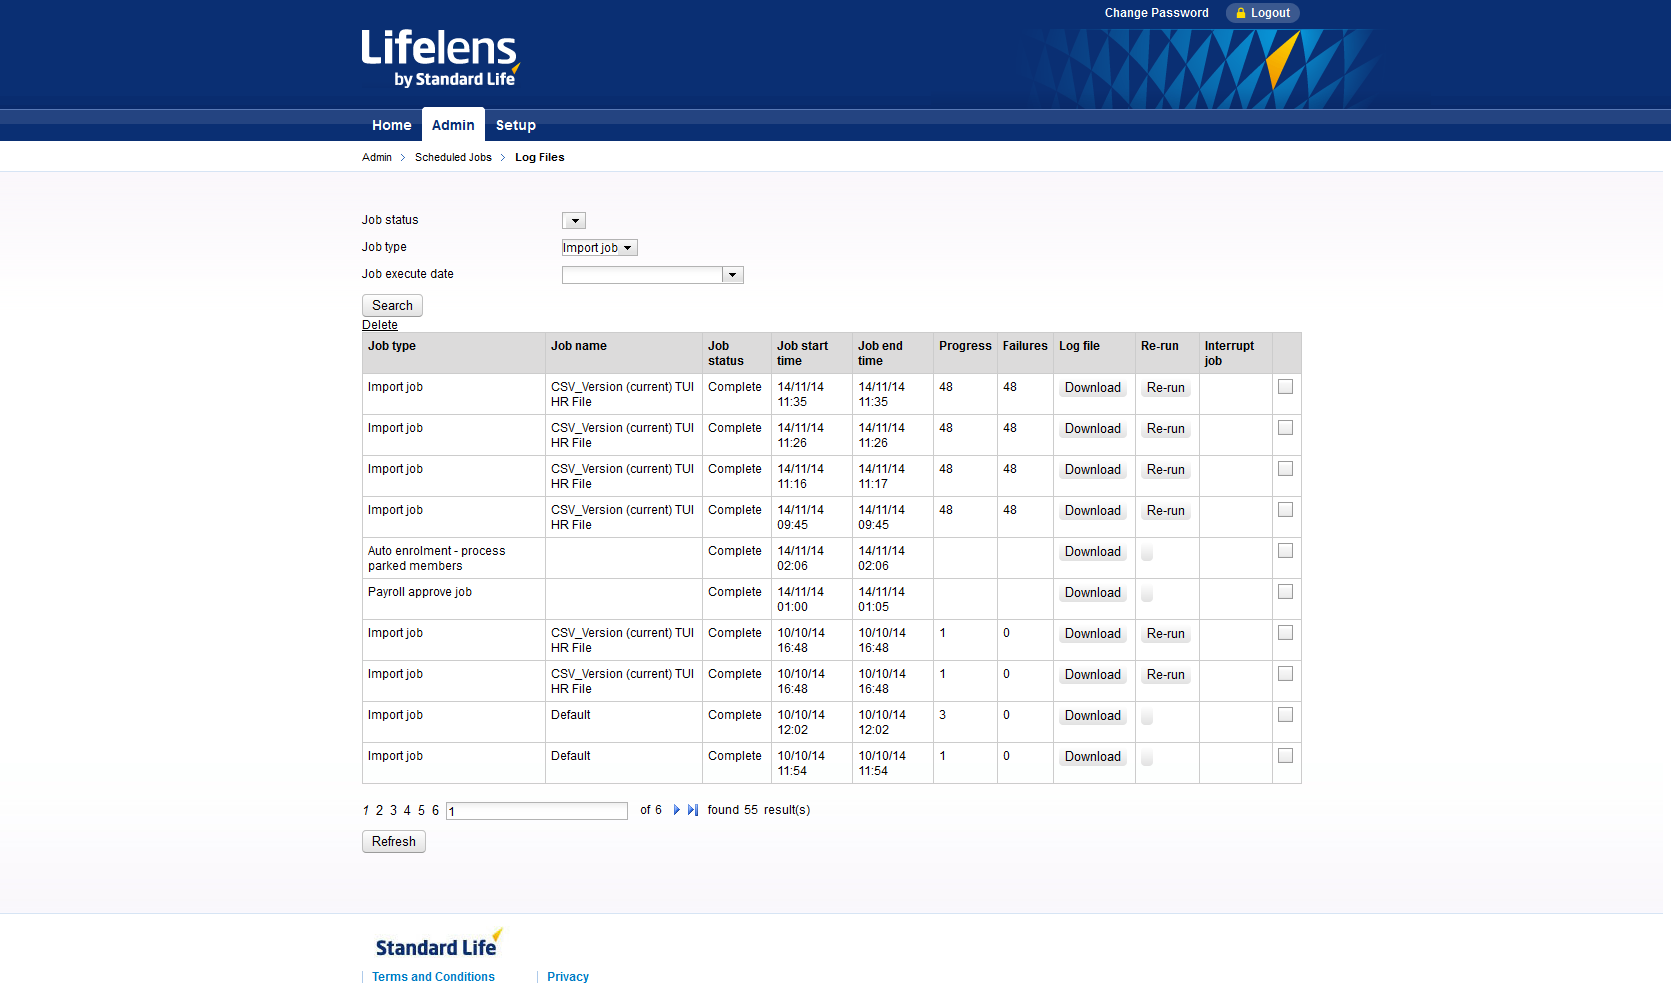 Change Password Logout
Lifelens
by Standard Life
Home Admin Setup
Admin > Scheduled Jobs > Log Files
Job status
Job type Import job
Job execute date
Search
Delete
Job type Job name Job status Job start time Job end time Progress Failures Log file Re-run Interrupt job
Import job CSV_Version (current) TUI HR File Complete 14/11/14 11:35 14/11/14 11:35 48 48 Download Re-run
Import job CSV_Version (current) TUI HR File Complete 14/11/14 11:26 14/11/14 11:26 48 48 Download Re-run
Import job CSV_Version (current) TUI HR File Complete 14/11/14 11:16 14/11/14 11:17 48 48 Download Re-run
Import job CSV_Version (current) TUI HR File Complete 14/11/14 09:45 14/11/14 09:45 48 48 Download Re-run
Auto enrolment - process parked members Complete 14/11/14 02:06 14/11/14 02:06 Download
Payroll approve job Complete 14/11/14 01:00 14/11/14 01:05 Download
Import job CSV_Version (current) TUI HR File Complete 10/10/14 16:48 10/10/14 16:48 1 0 Download Re-run
Import job CSV_Version (current) TUI HR File Complete 10/10/14 16:48 10/10/14 16:48 1 0 Download Re-run
Import job Default Complete 10/10/14 12:02 10/10/14 12:02 3 0 Download
Import job Default Complete 10/10/14 11:54 10/10/14 11:54 1 0 Download
1 2 3 4 5 6 1 of 6 found 55 result(s)
Refresh
Standard Life
Terms and Conditions Privacy